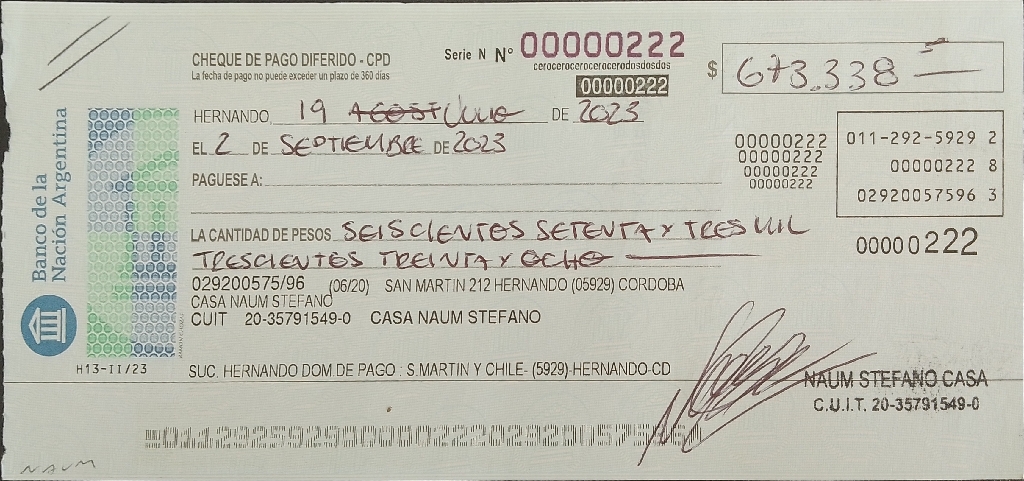 CHEQUE DE PAGO DIFERIDO - CPD
La fecha de pago no puede exceder un plazo de 360 días
Serie N Nº 00000222
cerocerocerocerocerodosdosdos
00000222
$ 673.338
HERNANDO, 19 AGOST JULIO DE 2023
EL 2 DE SEPTIEMBRE DE 2023
PAGUESE A:
00000222
00000222
00000222
00000222
011-292-5929 2
00000222 8
02920057596 3
LA CANTIDAD DE PESOS SEISCIENTOS SETENTA Y TRES MIL
TRESCIENTOS TREINTA Y OCHO
00000222
029200575/96 (06/20) SAN MARTIN 212 HERNANDO (05929) CORDOBA
CASA NAUM STEFANO
CUIT 20-35791549-0 CASA NAUM STEFANO
SUC. HERNANDO DOM.DE PAGO : S.MARTIN Y CHILE- (5929)-HERNANDO-CD
Banco de la
Nación Argentina
H13-II/23
NAUM STEFANO CASA
C.U.I.T. 20-35791549-0
NAUM